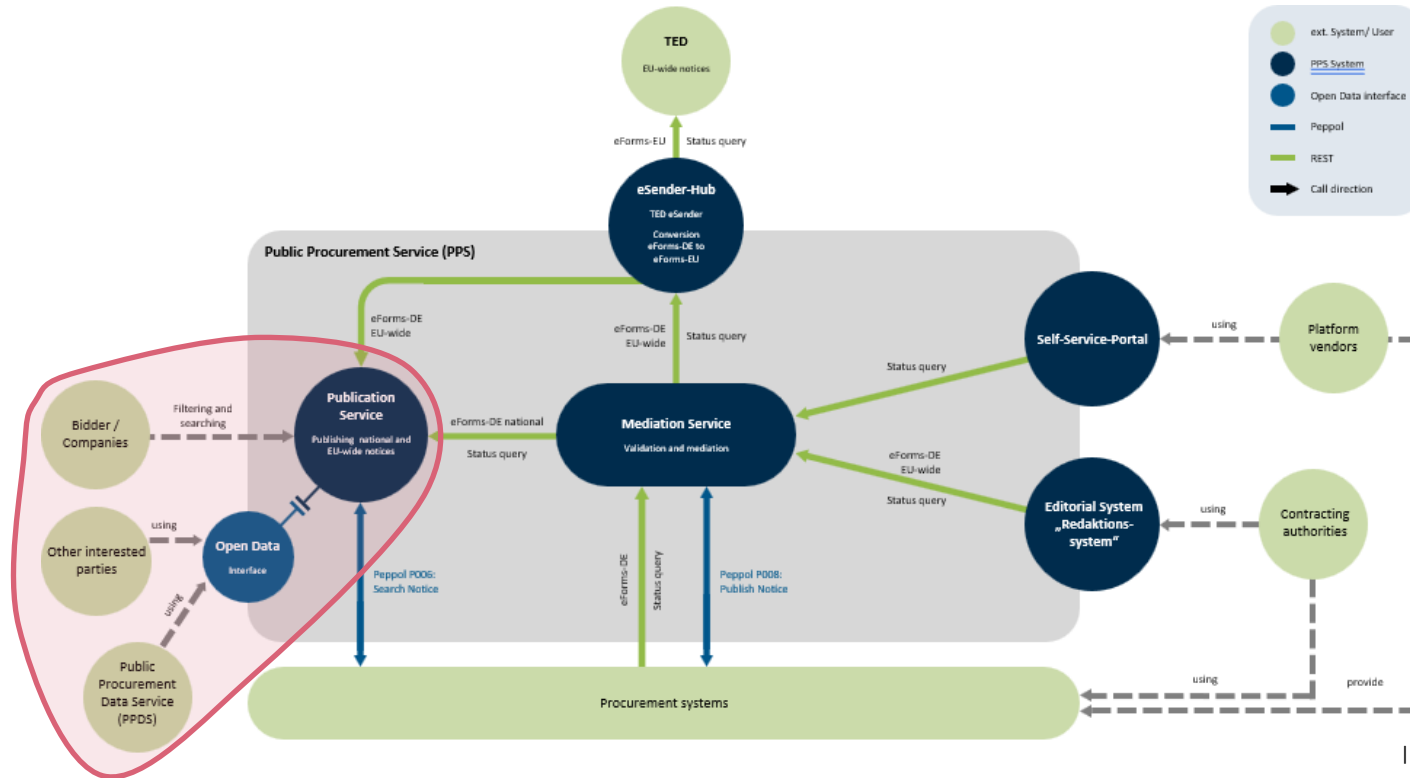 TED
EU-wide notices
eForms-EU
Status query
eSender-Hub
TED eSender
Conversion
eForms-DE to
eForms-EU
Public Procurement Service (PPS)
eForms-DE
EU-wide
eForms-DE
EU-wide
Status query
Bidder /
Companies
Filtering and
searching
Publication
Service
Publishing national and
EU-wide notices
eForms-DE national
Status query
Mediation Service
Validation and mediation
Status query
Self-Service-Portal
using
Platform
vendors
eForms-DE
EU-wide
Status query
Editorial System
„Redaktions-
system“
using
Contracting
authorities
Other interested
parties
using
Open Data
Interface
using
Public
Procurement
Data Service
(PPDS)
Peppol P006:
Search Notice
eForms-DE
Status query
Peppol P008:
Publish Notice
Procurement systems
using
provide
ext. System/ User
PPS System
Open Data interface
Peppol
REST
Call direction